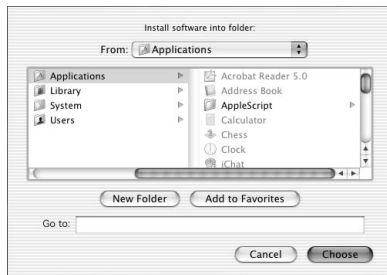 Install software into folder:
From: Applications
Applications
Library
System
Users
Acrobat Reader 5.0
Address Book
AppleScript
Calculator
Chess
Clock
iChat
New Folder
Add to Favorites
Go to:
Cancel
Choose